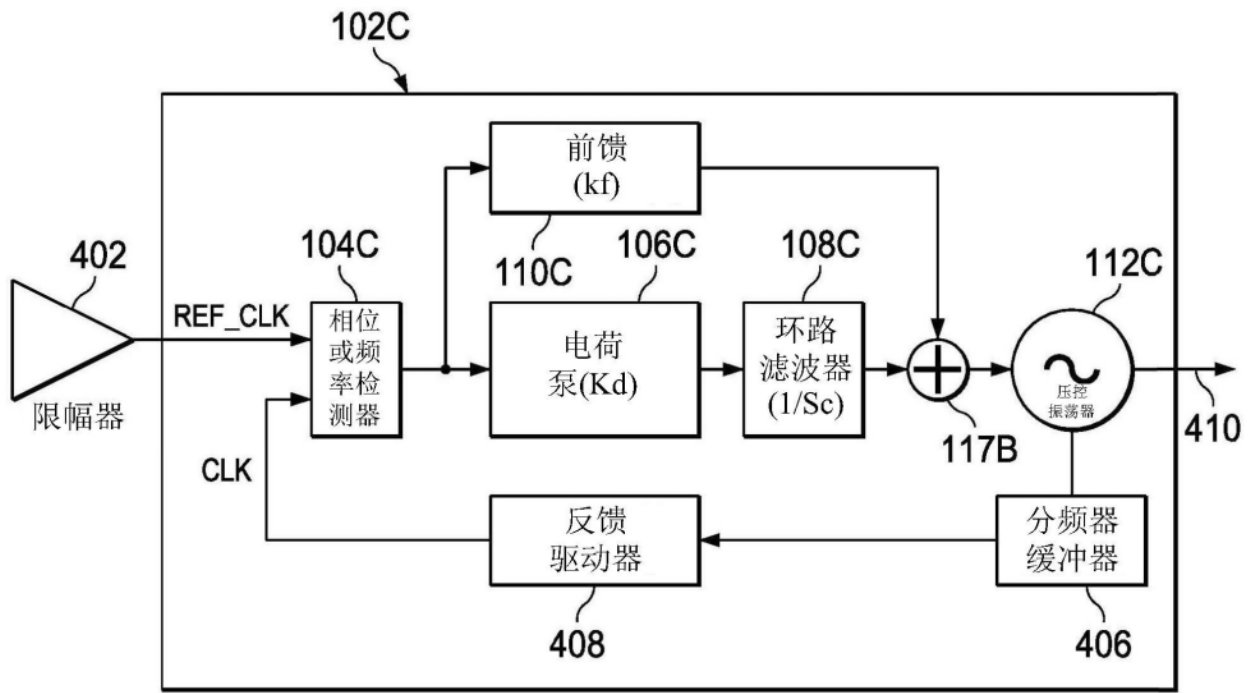 102C
前馈
(kf)
402
104C
110C
106C
108C
112C
REF_CLK
相位
或频
率检
测器
电荷
泵(Kd)
环路
滤波器
(1/Sc)
压控
振荡器
限幅器
117B
410
CLK
反馈
驱动器
分频器
缓冲器
408
406